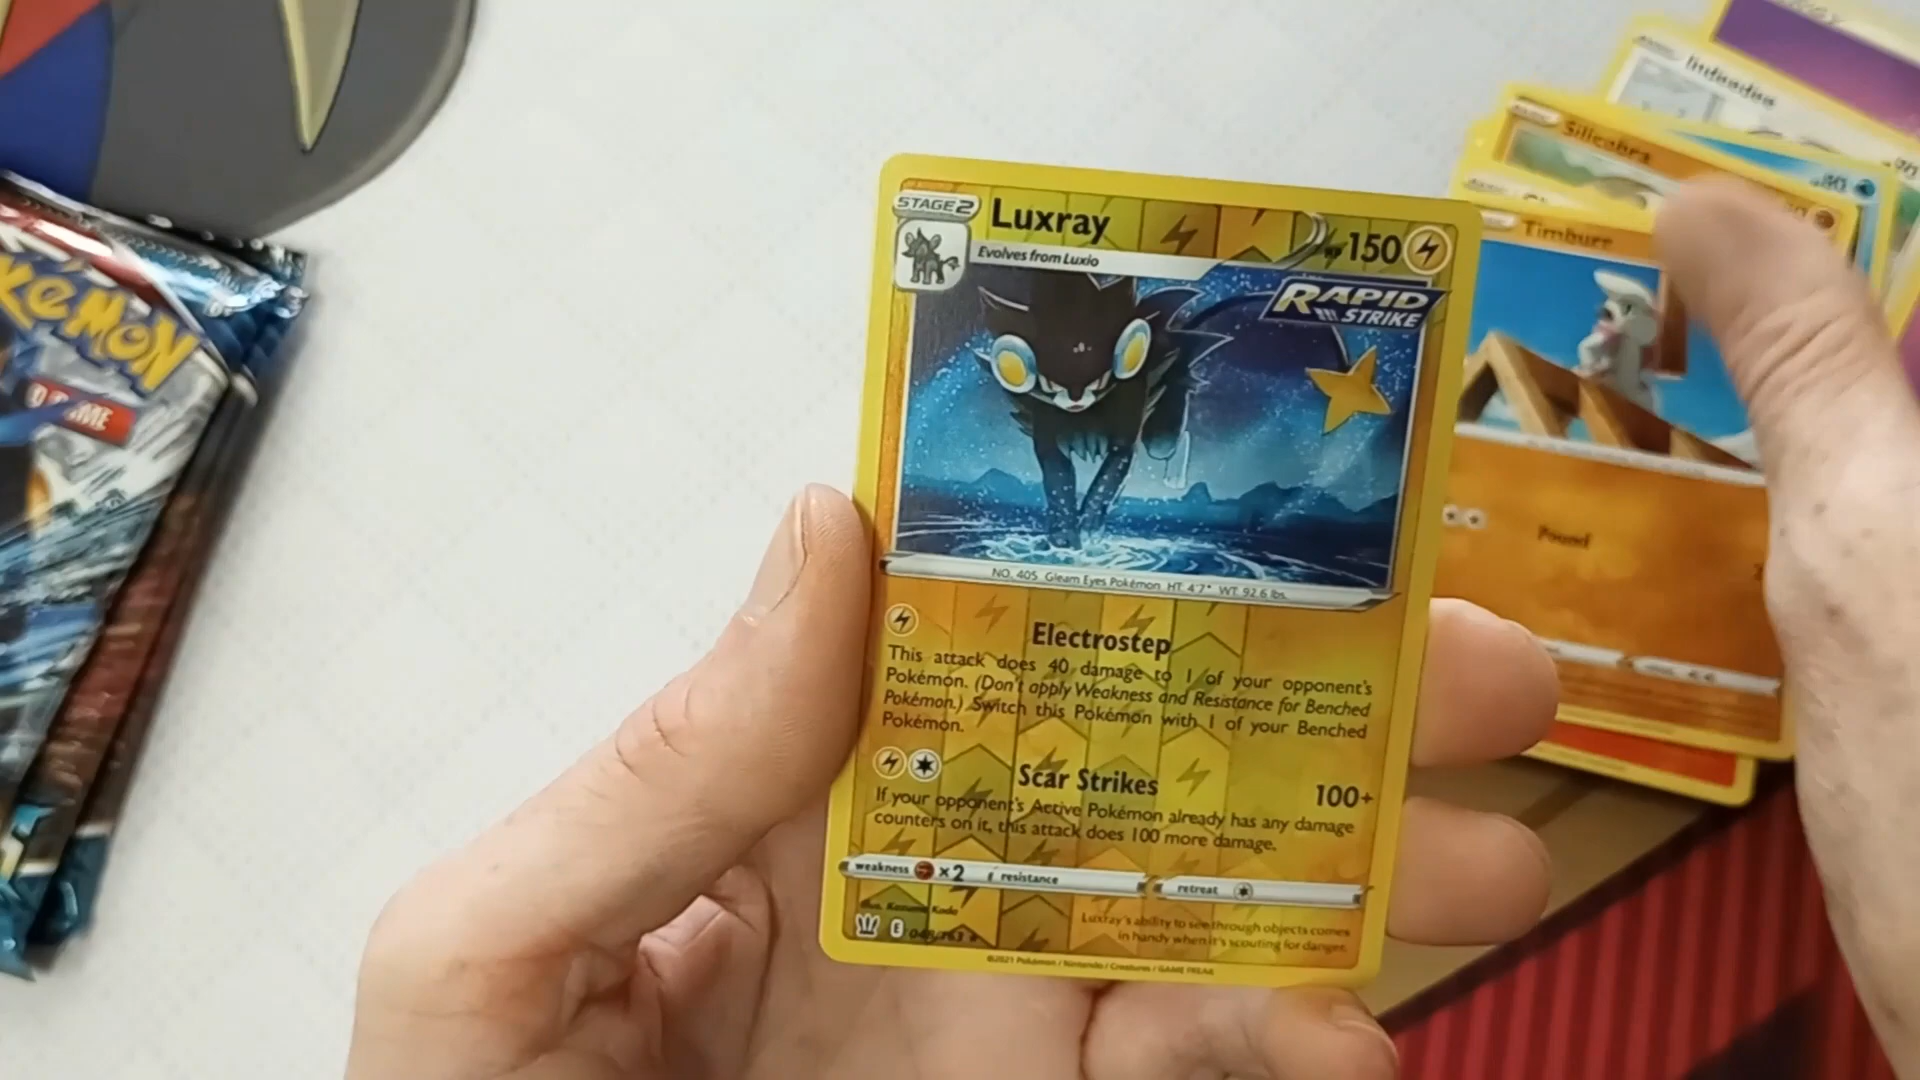 POKéMON
STAGE 2
Luxray
150
Evolves from Luxio
RAPID
STRIKE
NO. 405 Gleam Eyes Pokémon HT. 4'7" WT. 92.6 lbs.
Electrostep
This attack does 40 damage to 1 of your opponent's
Pokémon. (Don't apply Weakness and Resistance for Benched
Pokémon.) Switch this Pokémon with 1 of your Benched
Pokémon.
Scar Strikes 100+
If your opponent's Active Pokémon already has any damage
counters on it, this attack does 100 more damage.
weakness ×2 resistance
retreat
E
Luxray's ability to see through objects comes
in handy when it's scouting for danger.
©2021 Pokémon / Nintendo / Creatures / GAME FREAK
Silicobra
Timburr
Pound